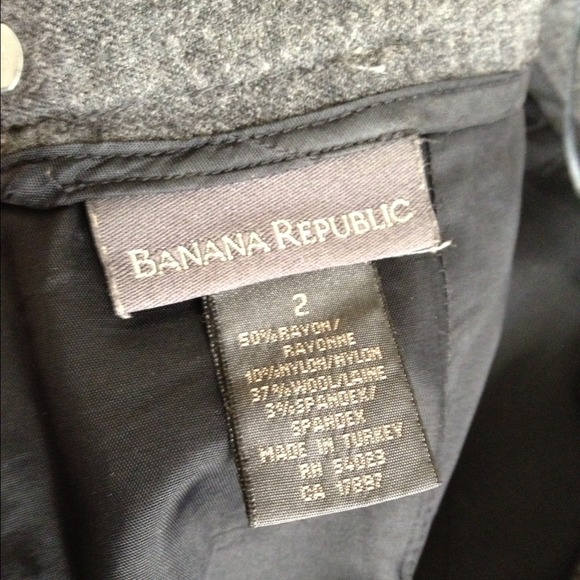 BANANA REPUBLIC
2
50%RAYON/
RAYONNE
10%NYLON/NYLON
37%WOOL/LAINE
3%SPANDEX/
SPANDEX
MADE IN TURKEY
RN 54023
CA 17897